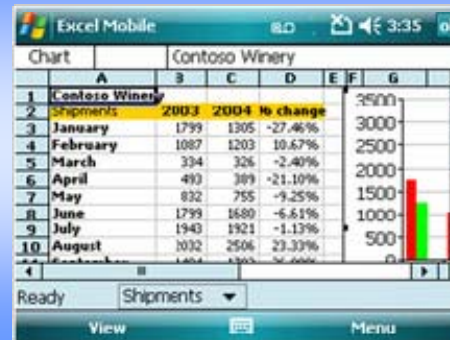 Excel Mobile 3:35
Chart Contoso Winery
A B C D E F G
1 Contoso Winery
2 Shipments 2003 2004 % change
3 January 1799 1305 -27.46%
4 February 1087 1203 10.67%
5 March 334 326 -2.40%
6 April 493 389 -21.10%
7 May 832 755 -9.25%
8 June 1799 1680 -6.61%
9 July 1943 1921 -1.13%
10 August 2032 2506 23.33%
3500
3000
2500
2000
1500
1000
500
0
Ready Shipments
View Menu